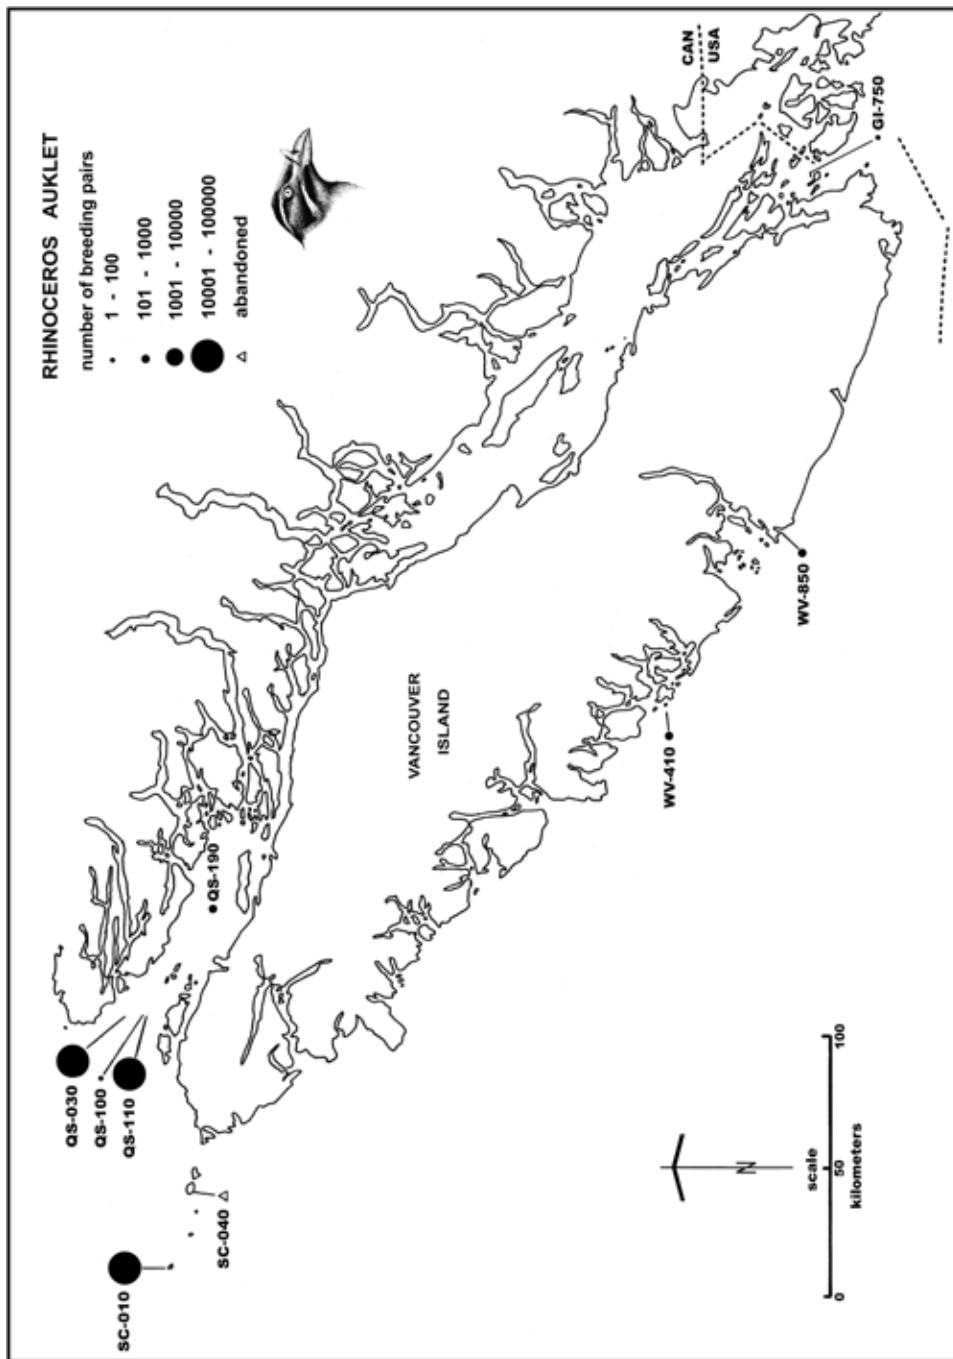 RHINOCEROS AUKLET
number of breeding pairs
1 - 100
101 - 1000
1001 - 10000
10001 - 100000
abandoned
CAN
USA
QS-030
QS-100
QS-110
QS-190
SC-010
SC-040
VANCOUVER
ISLAND
WV-410
WV-850
GI-750
N
scale
0
50
100
kilometers